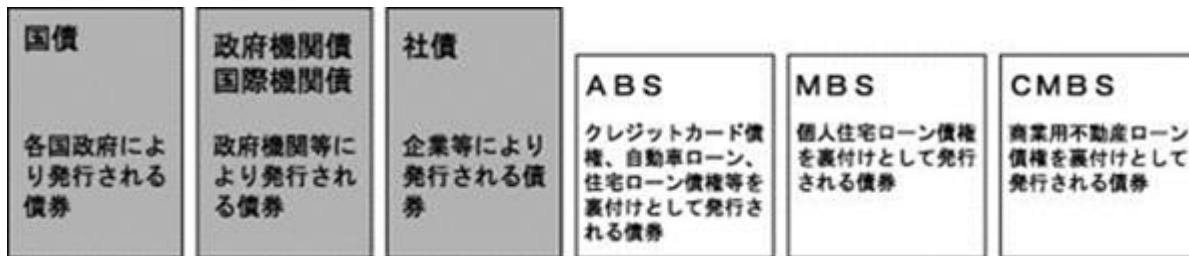 国債
各国政府によ
り発行される
債券
政府機関債
国際機関債
政府機関等に
より発行され
る債券
社債
企業等により
発行される債
券
ＡＢＳ
クレジットカード債
権、自動車ローン、
住宅ローン債権等を
裏付けとして発行さ
れる債券
ＭＢＳ
個人住宅ローン債権
を裏付けとして発行
される債券
ＣＭＢＳ
商業用不動産ローン
債権を裏付けとして
発行される債券